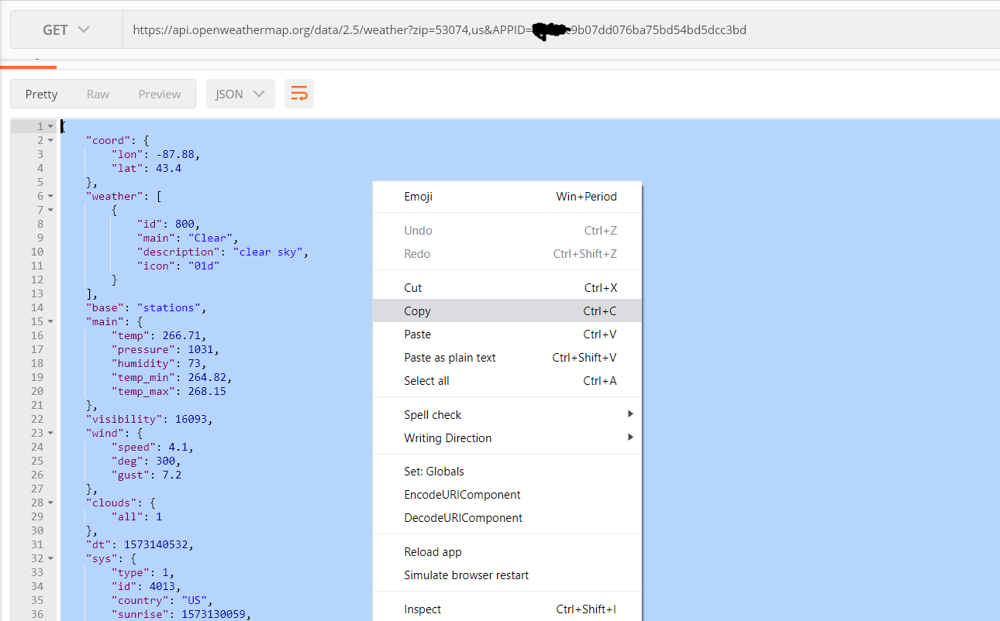 GET https://api.openweathermap.org/data/2.5/weather?zip=53074,us&APPID= 9b07dd076ba75bd54bd5dcc3bd
Pretty Raw Preview JSON
1 {
2 "coord": {
3 "lon": -87.88,
4 "lat": 43.4
5 },
6 "weather": [
7 {
8 "id": 800,
9 "main": "Clear",
10 "description": "clear sky",
11 "icon": "01d"
12 }
13 ],
14 "base": "stations",
15 "main": {
16 "temp": 266.71,
17 "pressure": 1031,
18 "humidity": 73,
19 "temp_min": 264.82,
20 "temp_max": 268.15
21 },
22 "visibility": 16093,
23 "wind": {
24 "speed": 4.1,
25 "deg": 300,
26 "gust": 7.2
27 },
28 "clouds": {
29 "all": 1
30 },
31 "dt": 1573140532,
32 "sys": {
33 "type": 1,
34 "id": 4013,
35 "country": "US",
36 "sunrise": 1573130059,
Emoji Win+Period
Undo Ctrl+Z
Redo Ctrl+Shift+Z
Cut Ctrl+X
Copy Ctrl+C
Paste Ctrl+V
Paste as plain text Ctrl+Shift+V
Select all Ctrl+A
Spell check
Writing Direction
Set: Globals
EncodeURIComponent
DecodeURIComponent
Reload app
Simulate browser restart
Inspect Ctrl+Shift+I